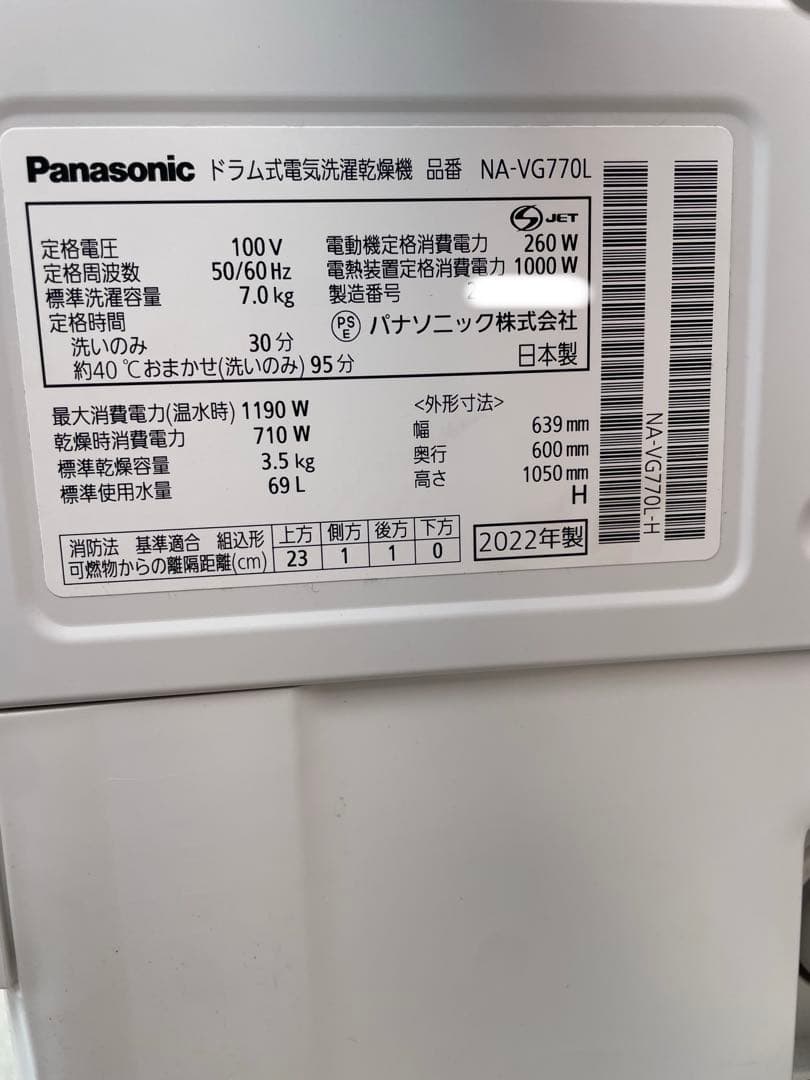 Panasonic ドラム式電気洗濯乾燥機 品番 NA-VG770L
S JET
定格電圧 100 V 電動機定格消費電力 260 W
定格周波数 50/60 Hz 電熱装置定格消費電力 1000 W
標準洗濯容量 7.0 kg 製造番号 2
定格時間 PSE パナソニック株式会社
洗いのみ 30 分 日本製
約40 ℃おまかせ(洗いのみ) 95 分
最大消費電力(温水時) 1190 W <外形寸法>
乾燥時消費電力 710 W 幅 639 mm
標準乾燥容量 3.5 kg 奥行 600 mm
標準使用水量 69 L 高さ 1050 mm
H
消防法 基準適合 組込形 上方 側方 後方 下方
可燃物からの離隔距離(cm) 23 1 1 0
2022年製
NA-VG770L-H